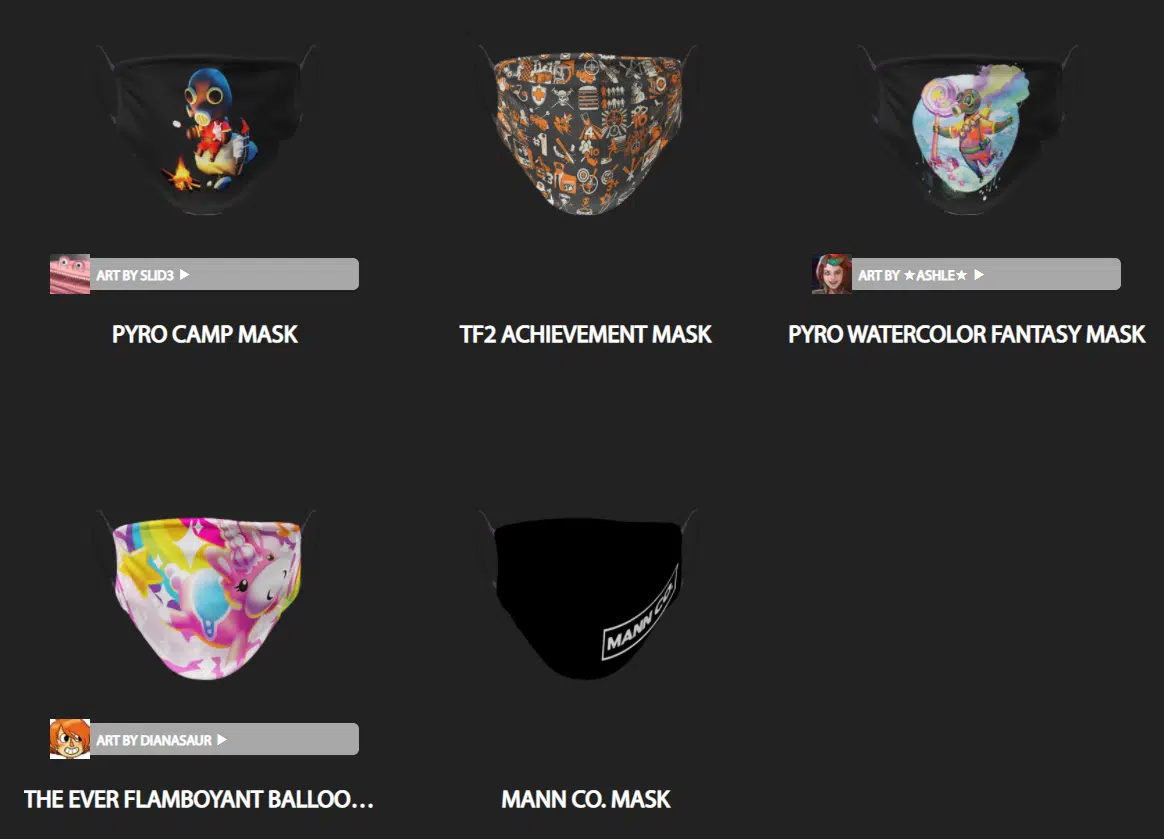 ART BY SLID3 ▶
ART BY ★ASHLE★ ▶
PYRO CAMP MASK
TF2 ACHIEVEMENT MASK
PYRO WATERCOLOR FANTASY MASK
MANN CO.
ART BY DIANASAUR ▶
THE EVER FLAMBOYANT BALLOO...
MANN CO. MASK